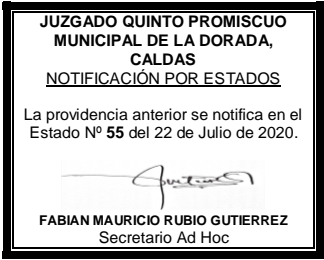 JUZGADO QUINTO PROMISCUO
MUNICIPAL DE LA DORADA,
CALDAS
NOTIFICACIÓN POR ESTADOS
La providencia anterior se notifica en el
Estado Nº 55 del 22 de Julio de 2020.
FABIAN MAURICIO RUBIO GUTIERREZ
Secretario Ad Hoc